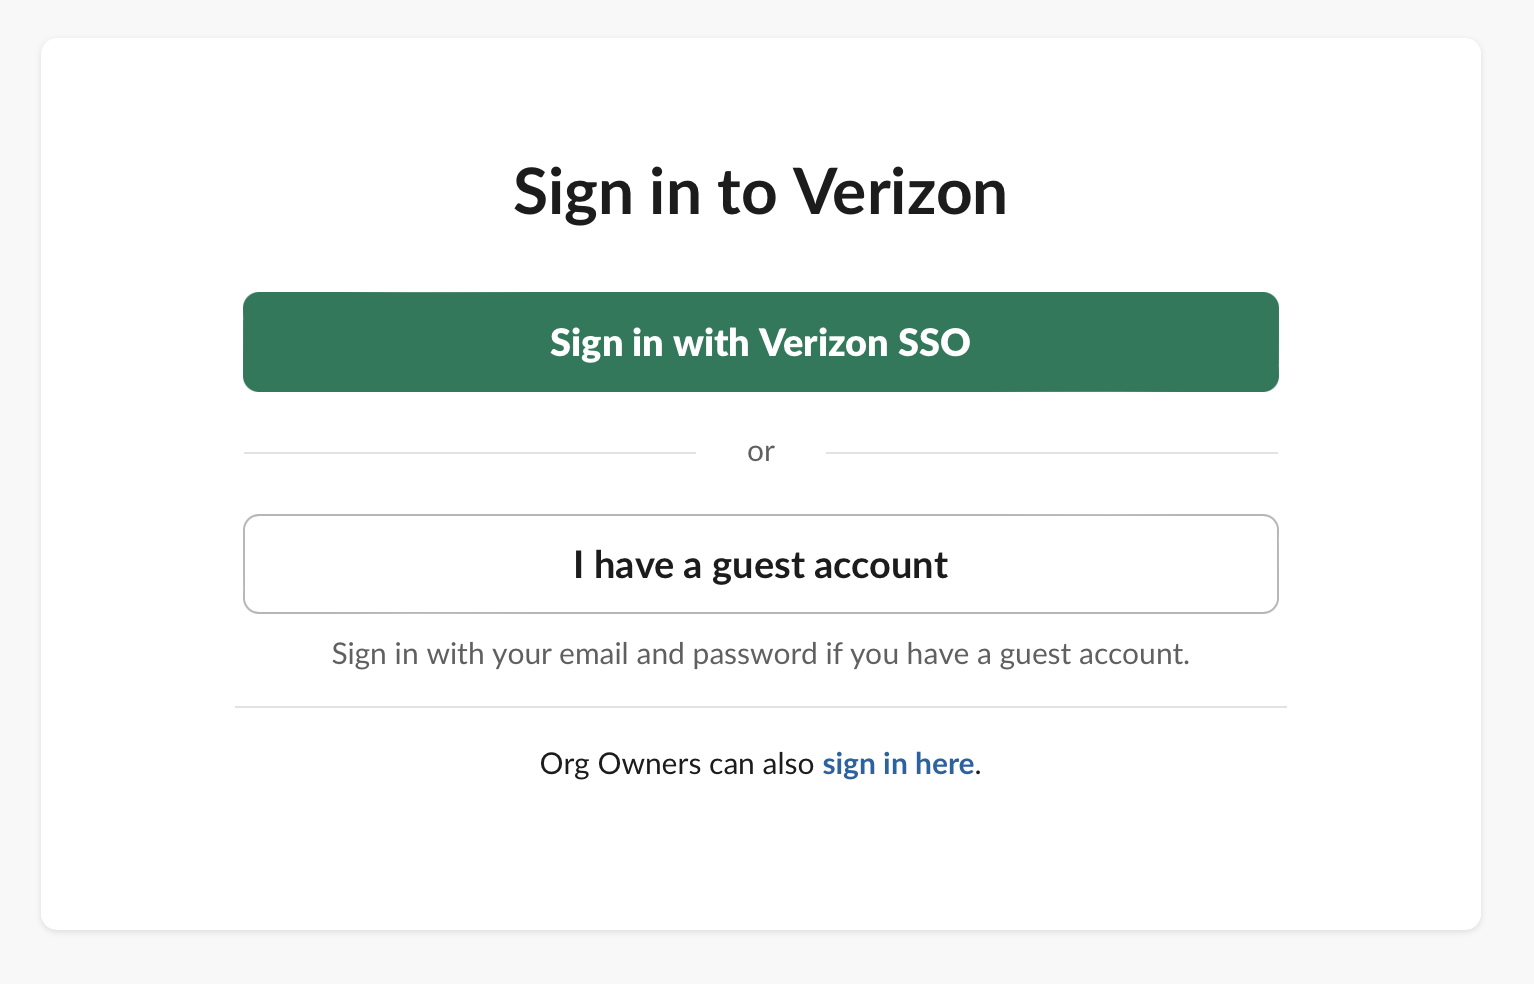 Sign in to Verizon
Sign in with Verizon SSO
or
I have a guest account
Sign in with your email and password if you have a guest account.
Org Owners can also sign in here.